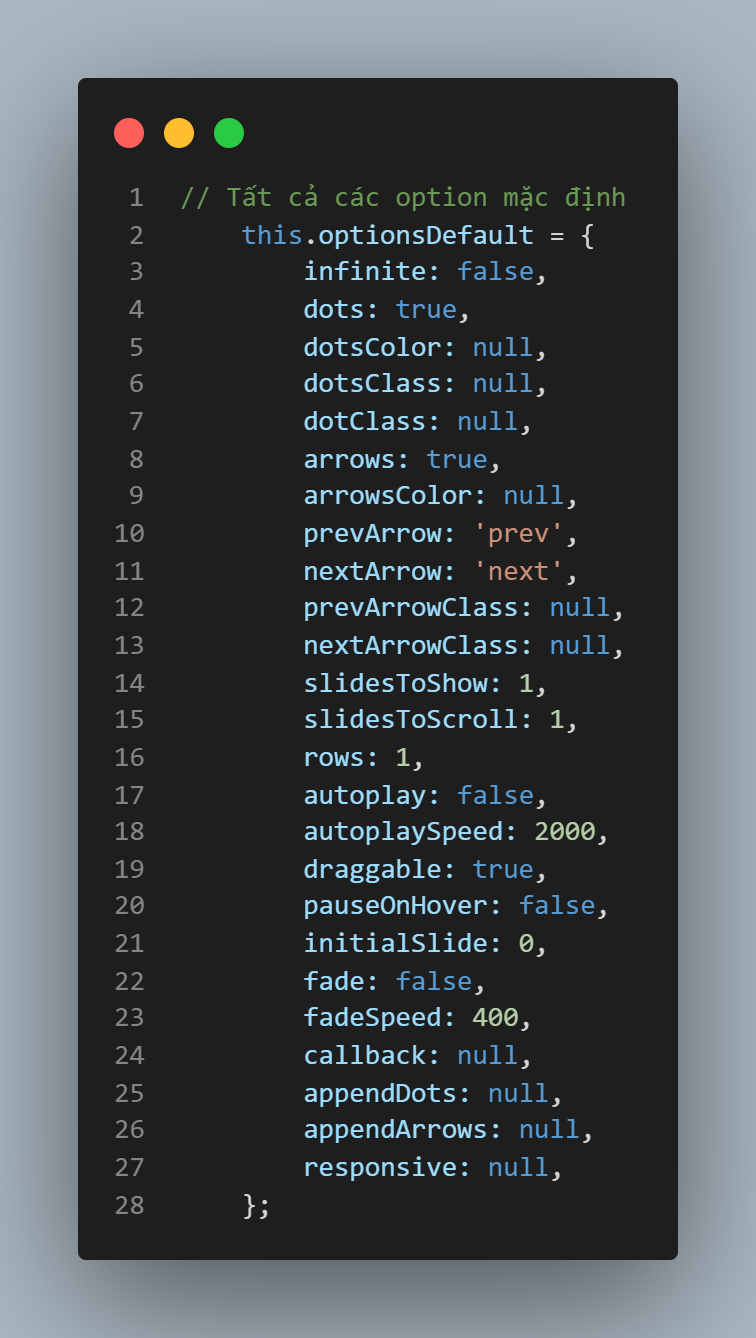 1 // Tất cả các option mặc định
2 this.optionsDefault = {
3 infinite: false,
4 dots: true,
5 dotsColor: null,
6 dotsClass: null,
7 dotClass: null,
8 arrows: true,
9 arrowsColor: null,
10 prevArrow: 'prev',
11 nextArrow: 'next',
12 prevArrowClass: null,
13 nextArrowClass: null,
14 slidesToShow: 1,
15 slidesToScroll: 1,
16 rows: 1,
17 autoplay: false,
18 autoplaySpeed: 2000,
19 draggable: true,
20 pauseOnHover: false,
21 initialSlide: 0,
22 fade: false,
23 fadeSpeed: 400,
24 callback: null,
25 appendDots: null,
26 appendArrows: null,
27 responsive: null,
28 };